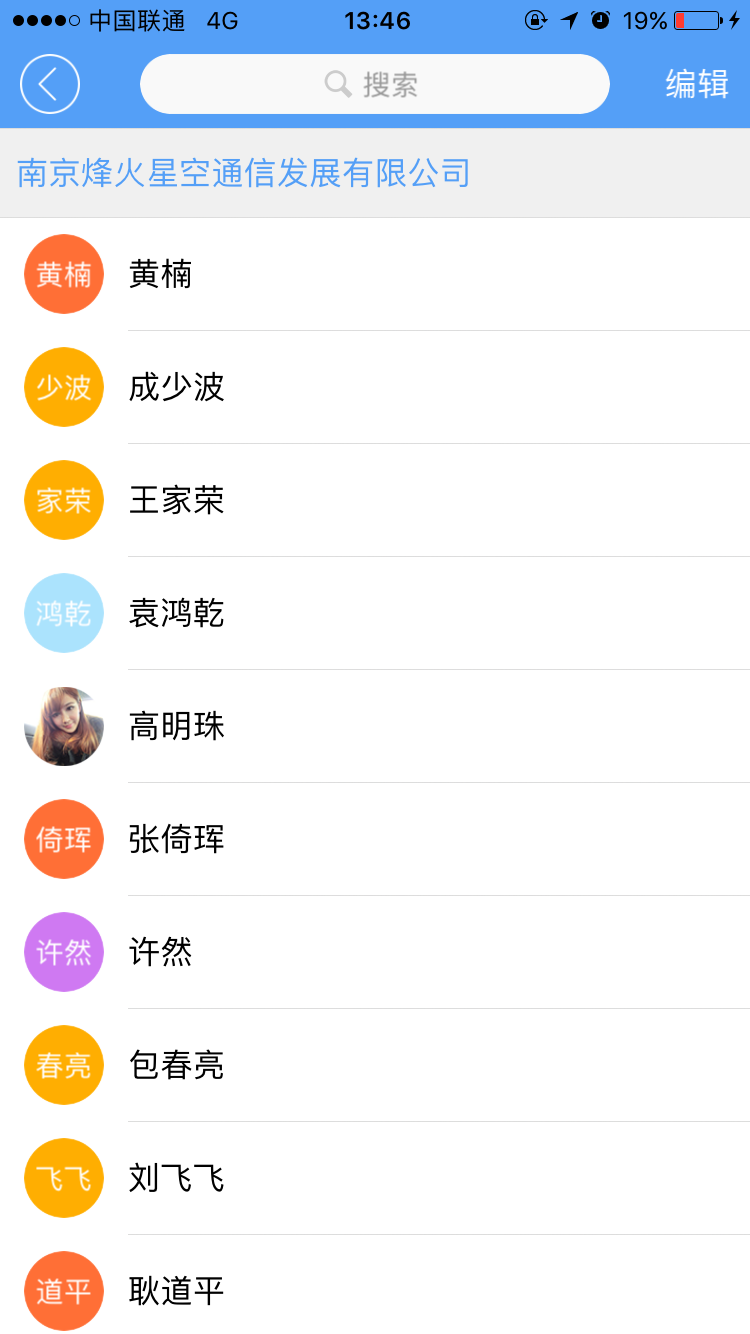 中国联通 4G 13:46 19%
搜索 编辑
南京烽火星空通信发展有限公司
黄楠 黄楠
少波 成少波
家荣 王家荣
鸿乾 袁鸿乾
高明珠
倚珲 张倚珲
许然 许然
春亮 包春亮
飞飞 刘飞飞
道平 耿道平